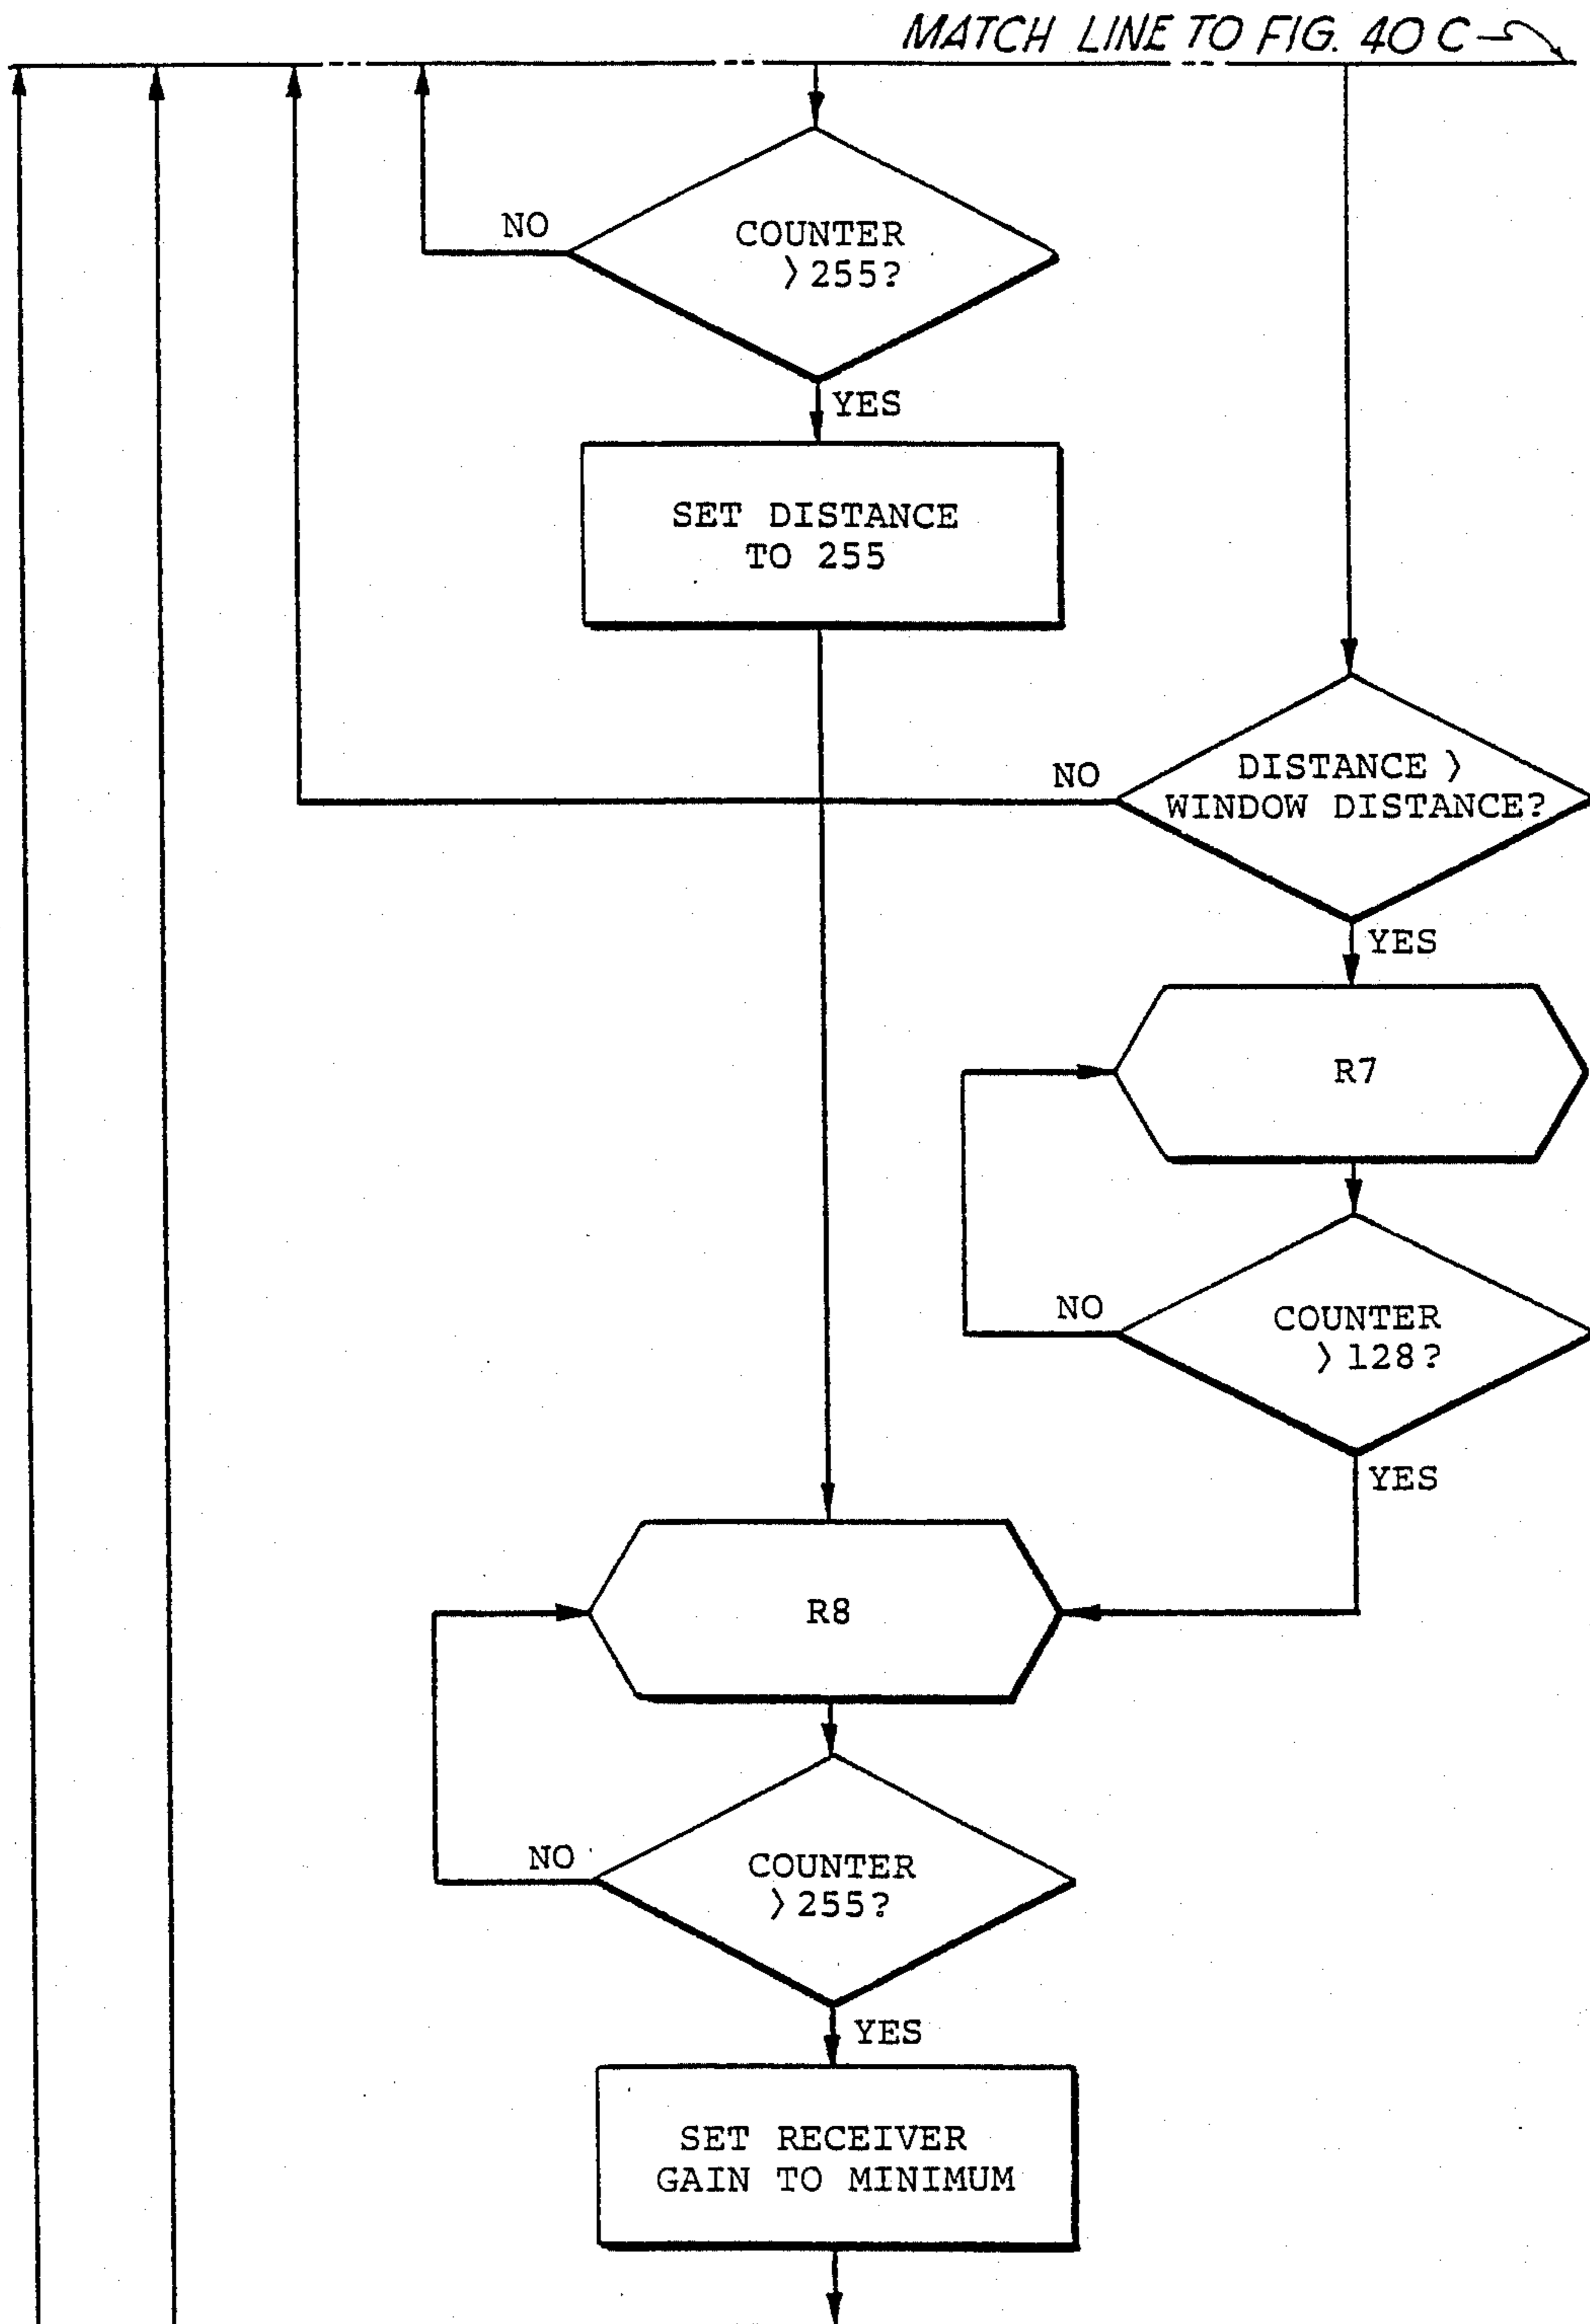 MATCH LINE TO FIG. 40 C
NO
COUNTER
>255?
YES
SET DISTANCE
TO 255
NO
DISTANCE >
WINDOW DISTANCE?
YES
R7
NO
COUNTER
>128?
YES
R8
NO
COUNTER
>255?
YES
SET RECEIVER
GAIN TO MINIMUM